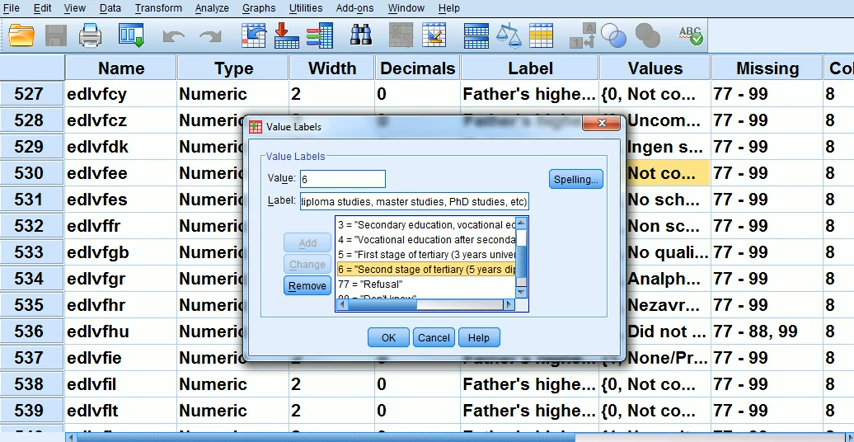 File Edit View Data Transform Analyze Graphs Utilities Add-ons Window Help
ABC
Name Type Width Decimals Label Values Missing Col
527 edlvfcy Numeric 2 0 Father's highe... {0, Not co... 77 - 99 8
528 edlvfcz Numeric Uncom... 77 - 99 8
529 edlvfdk Numeric Ingen s... 77 - 99 8
530 edlvfee Numeric Not co... 77 - 99 8
531 edlvfes Numeric No sch... 77 - 99 8
532 edlvffr Numeric Non sc... 77 - 99 8
533 edlvfgb Numeric No quali... 77 - 99 8
534 edlvfgr Numeric Analph... 77 - 99 8
535 edlvfhr Numeric Nezavr... 77 - 99 8
536 edlvfhu Numeric Did not ... 77 - 88, 99 8
537 edlvfie Numeric None/Pr... 77 - 99 8
538 edlvfil Numeric 2 0 Father's highe... {0, Not co... 77 - 99 8
539 edlvflt Numeric 2 0 Father's highe... {0, Not co... 77 - 99 8
Value Labels
Value Labels
Value: 6
Spelling...
Label: diploma studies, master studies, PhD studies, etc)
3 = "Secondary education, vocational ed
Add
4 = "Vocational education after seconda
5 = "First stage of tertiary (3 years univer
Change
6 = "Second stage of tertiary (5 years dip
Remove
77 = "Refusal"
88 = "Don't know"
OK Cancel Help